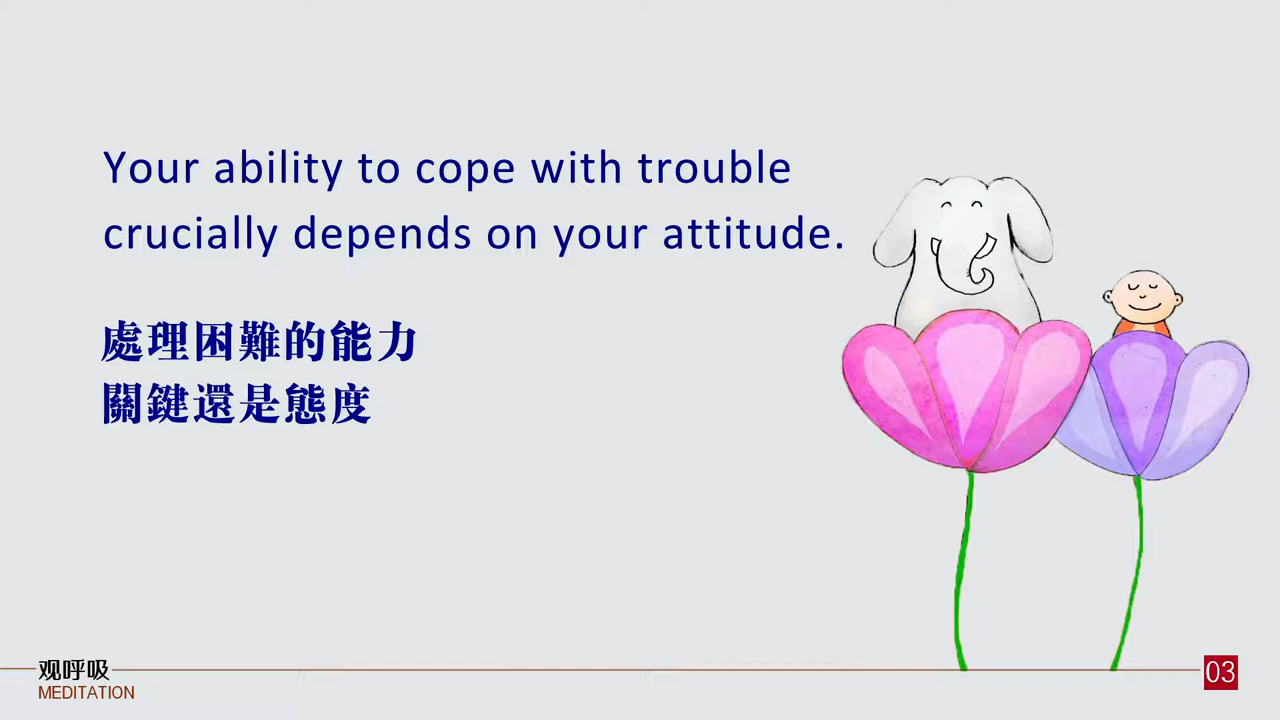 Your ability to cope with trouble
crucially depends on your attitude.
處理困難的能力
關鍵還是態度
观呼吸
MEDITATION
03